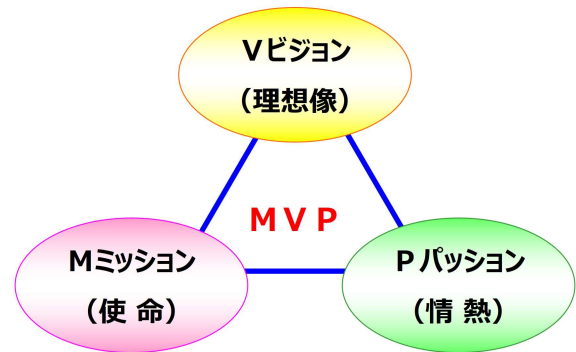 Vビジョン
（理想像）
MVP
Mミッション
（使 命）
Pパッション
（情 熱）